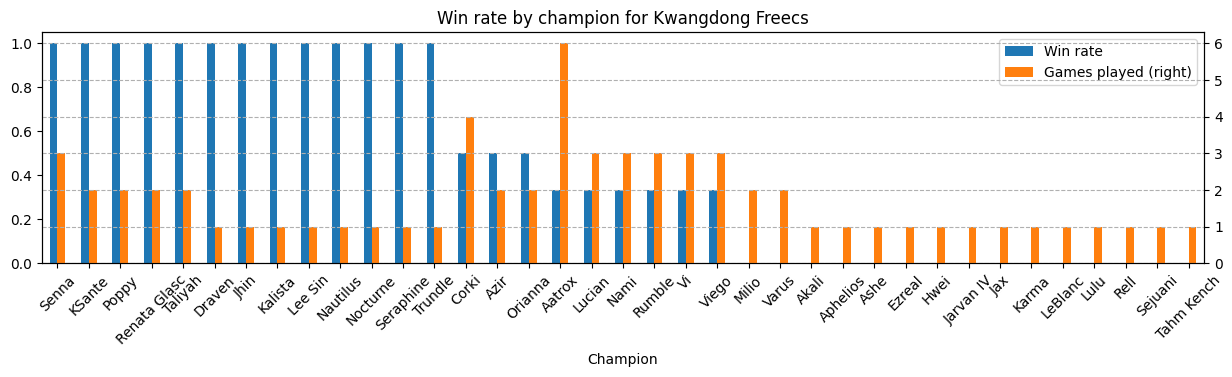 Win rate by champion for Kwangdong Freecs
Win rate
Games played (right)
1.0
0.8
0.6
0.4
0.2
0.0
6
5
4
3
2
1
0
Senna
KSante
Poppy
Renata Glasc
Taliyah
Draven
Jhin
Kalista
Lee Sin
Nautilus
Nocturne
Seraphine
Trundle
Corki
Azir
Orianna
Aatrox
Lucian
Nami
Rumble
Vi
Viego
Milio
Varus
Akali
Aphelios
Ashe
Ezreal
Hwei
Jarvan IV
Jax
Karma
LeBlanc
Lulu
Rell
Sejuani
Tahm Kench
Champion